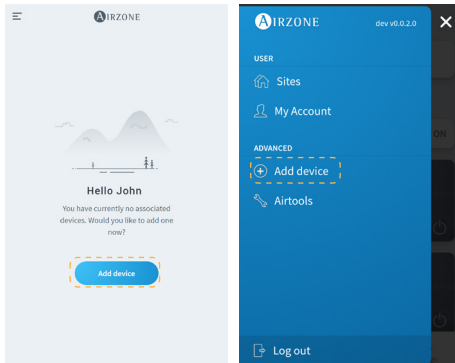 AIRZONE
Hello John
You have currently no associated
devices. Would you like to add one
now?
Add device
AIRZONE
dev v0.0.2.0
USER
Sites
My Account
ADVANCED
Add device
Airtools
Log out
ON